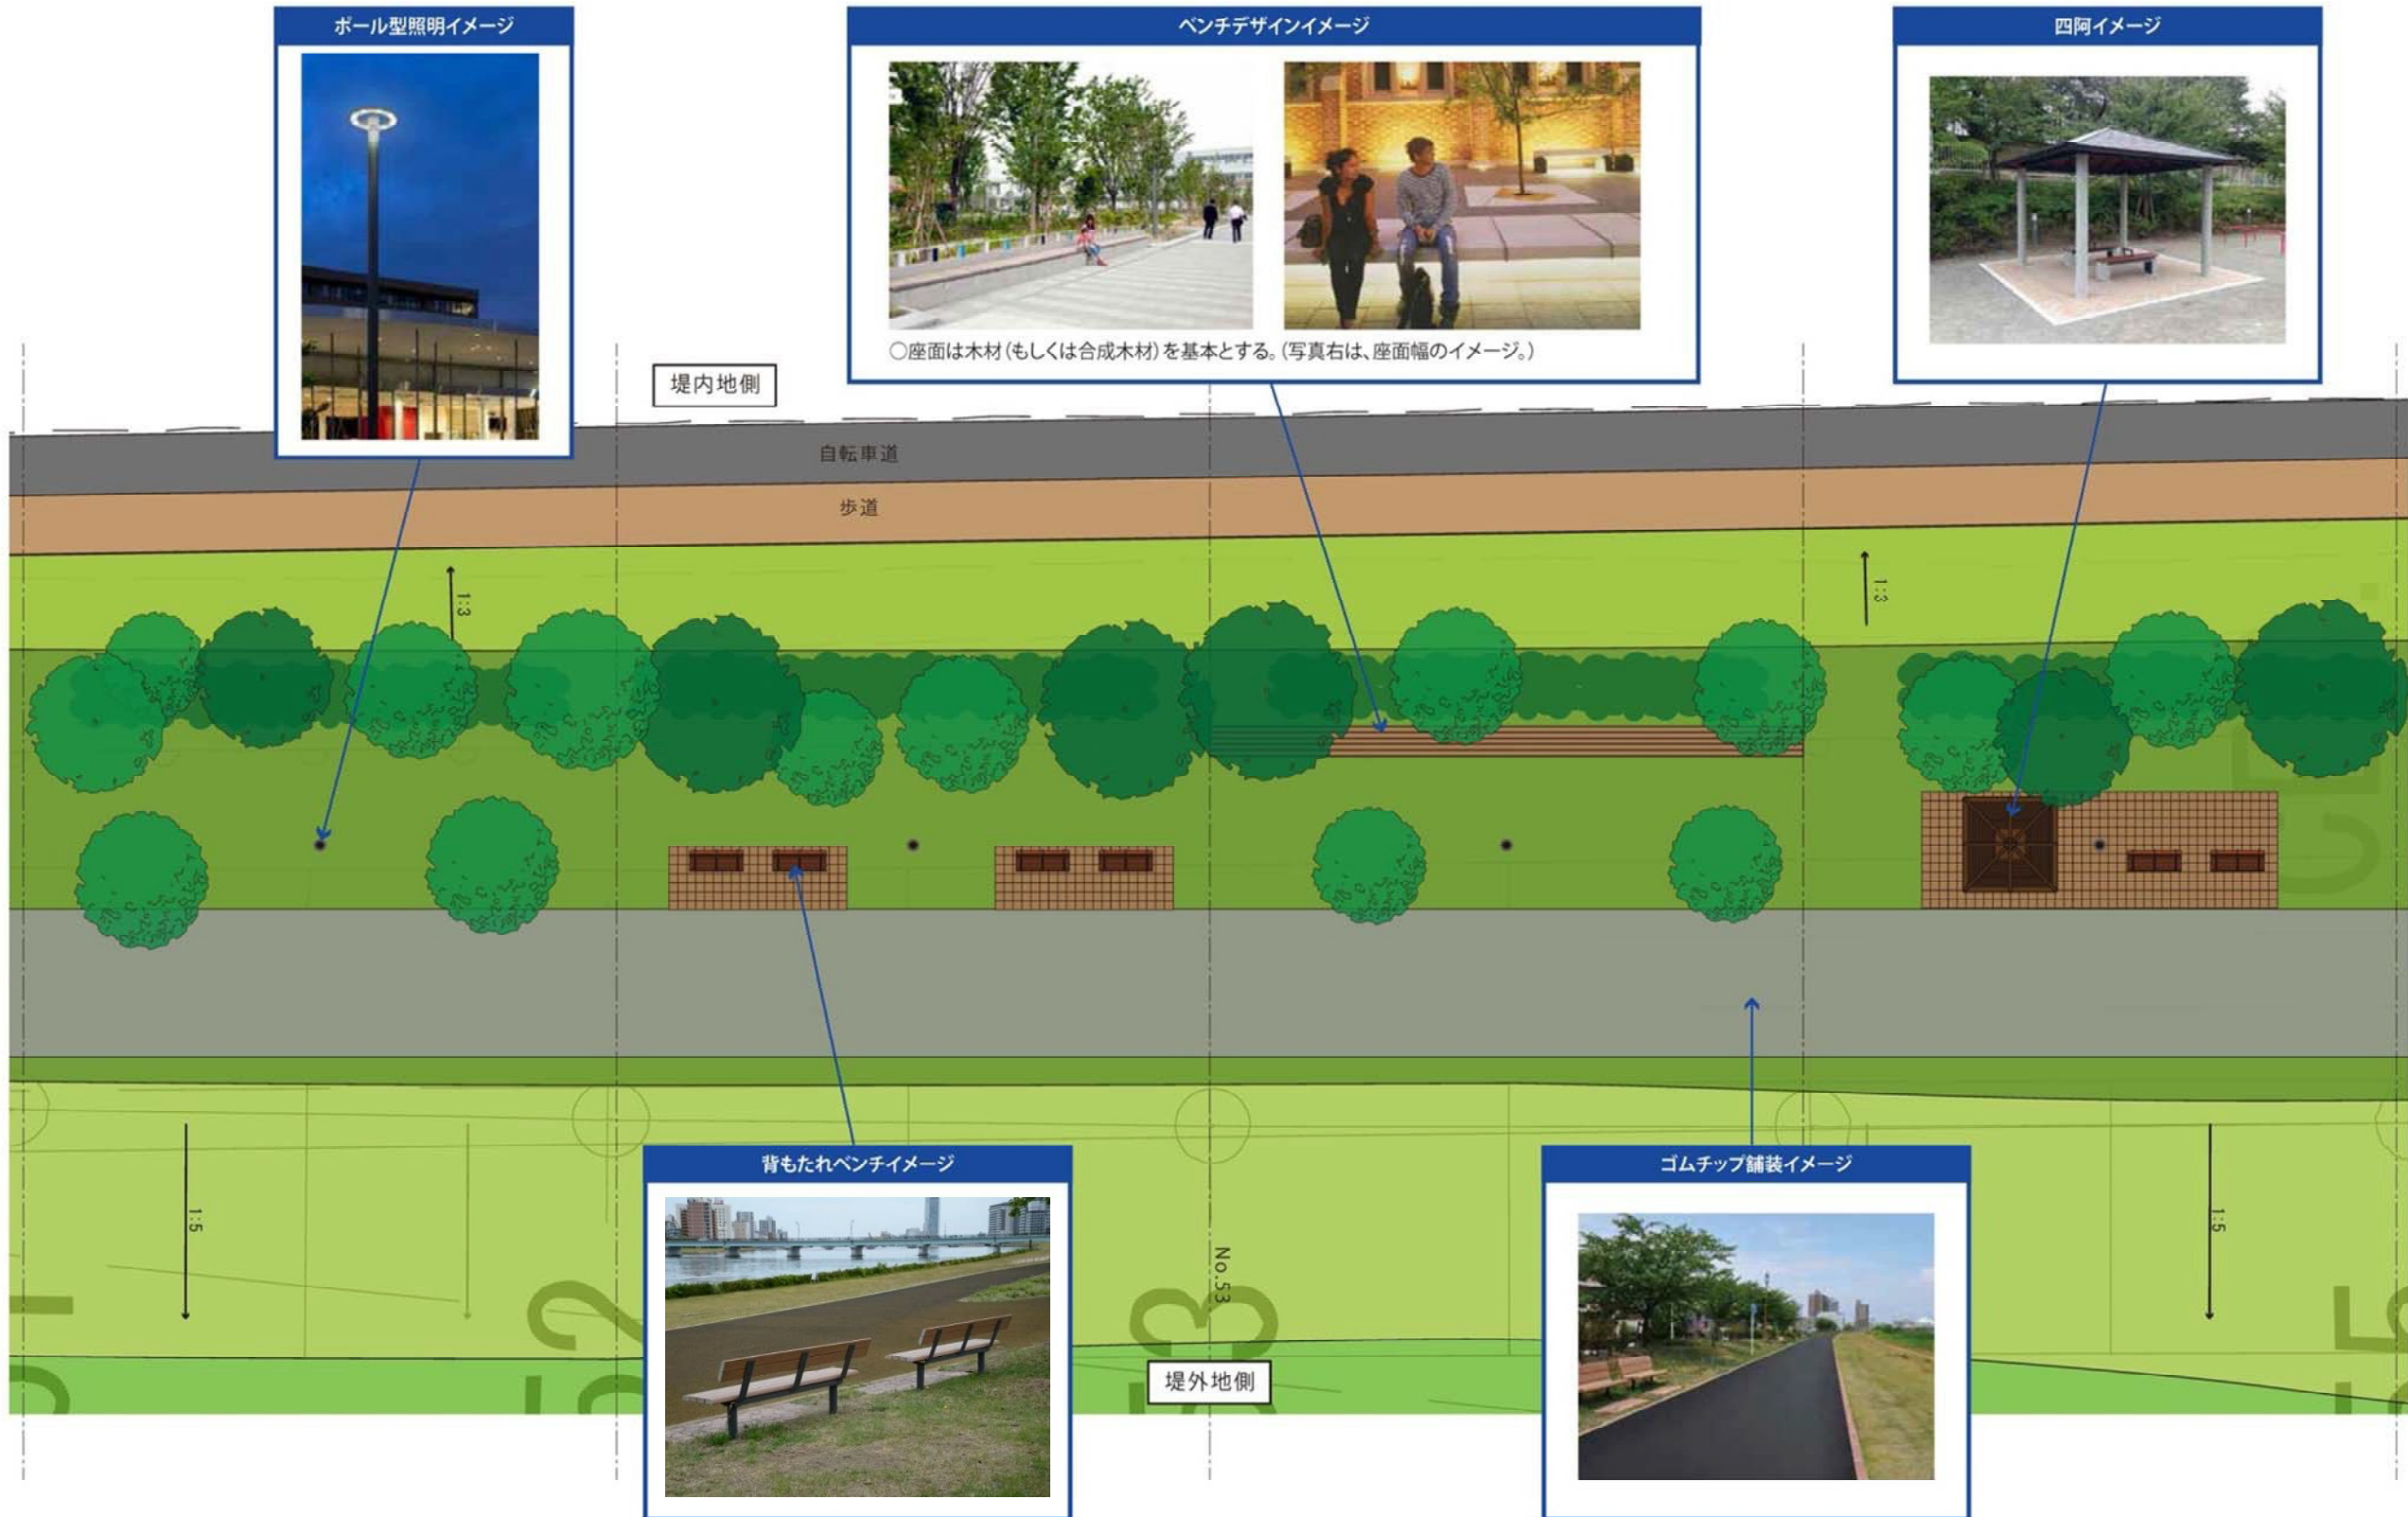 ポール型照明イメージ
ベンチデザインイメージ
四阿イメージ
○座面は木材(もしくは合成木材)を基本とする。(写真右は、座面幅のイメージ。)
堤内地側
自転車道
歩道
1:3
1:3
背もたれベンチイメージ
ゴムチップ舗装イメージ
1:5
1:5
No.53
52
53
堤外地側